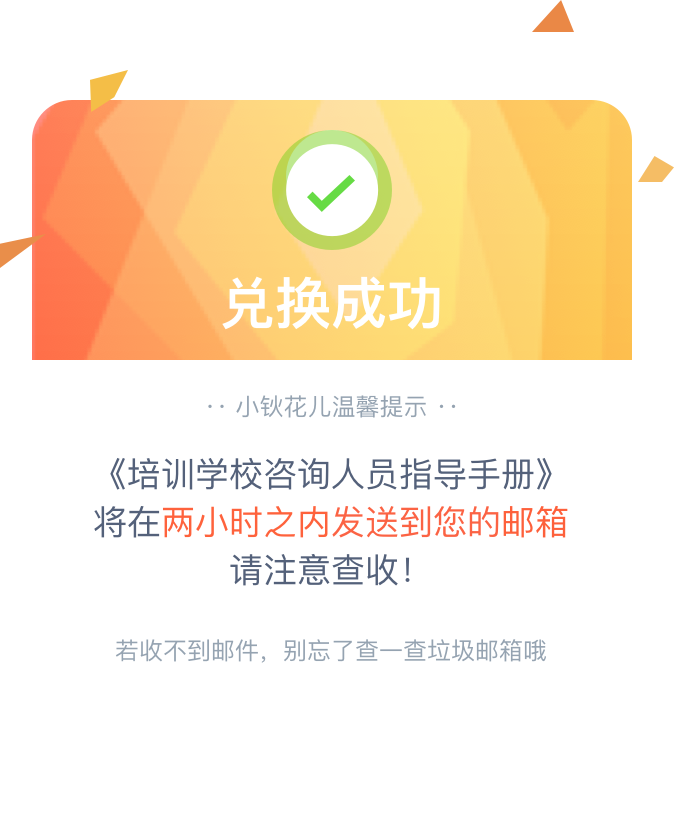 兑换成功
·· 小钬花儿温馨提示 ··
《培训学校咨询人员指导手册》
将在两小时之内发送到您的邮箱
请注意查收！
若收不到邮件，别忘了查一查垃圾邮箱哦